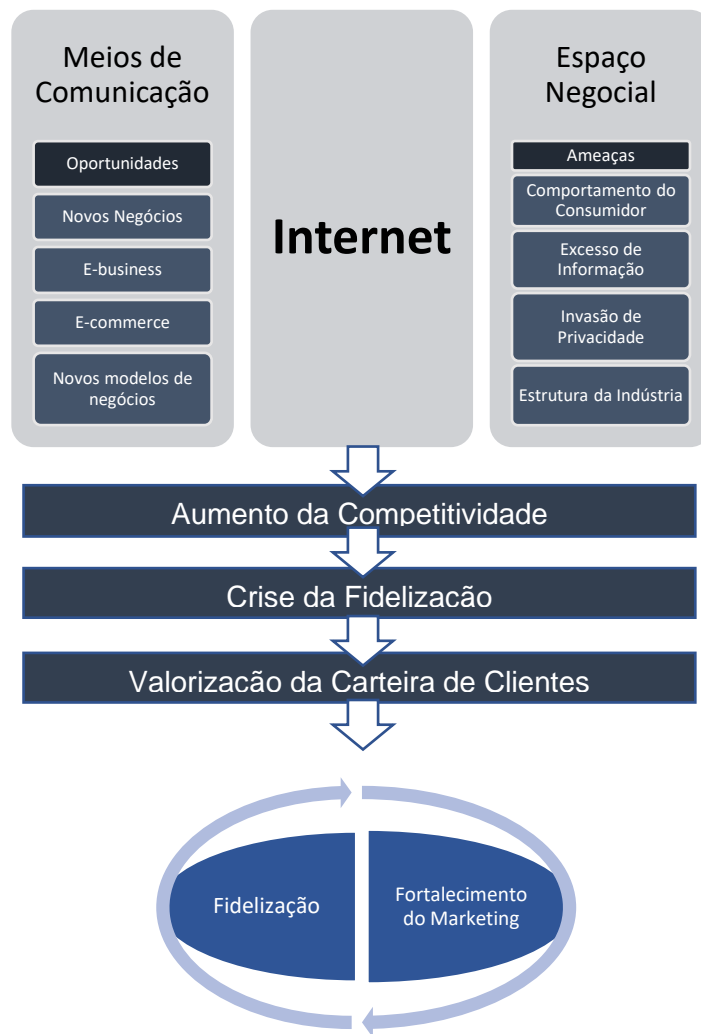 Meios de
Comunicação
Oportunidades
Novos Negócios
E-business
E-commerce
Novos modelos de
negócios
Internet
Espaço
Negocial
Ameaças
Comportamento do
Consumidor
Excesso de
Informação
Invasão de
Privacidade
Estrutura da Indústria
Aumento da Competitividade
Crise da Fidelização
Valorização da Carteira de Clientes
Fidelização
Fortalecimento
do Marketing